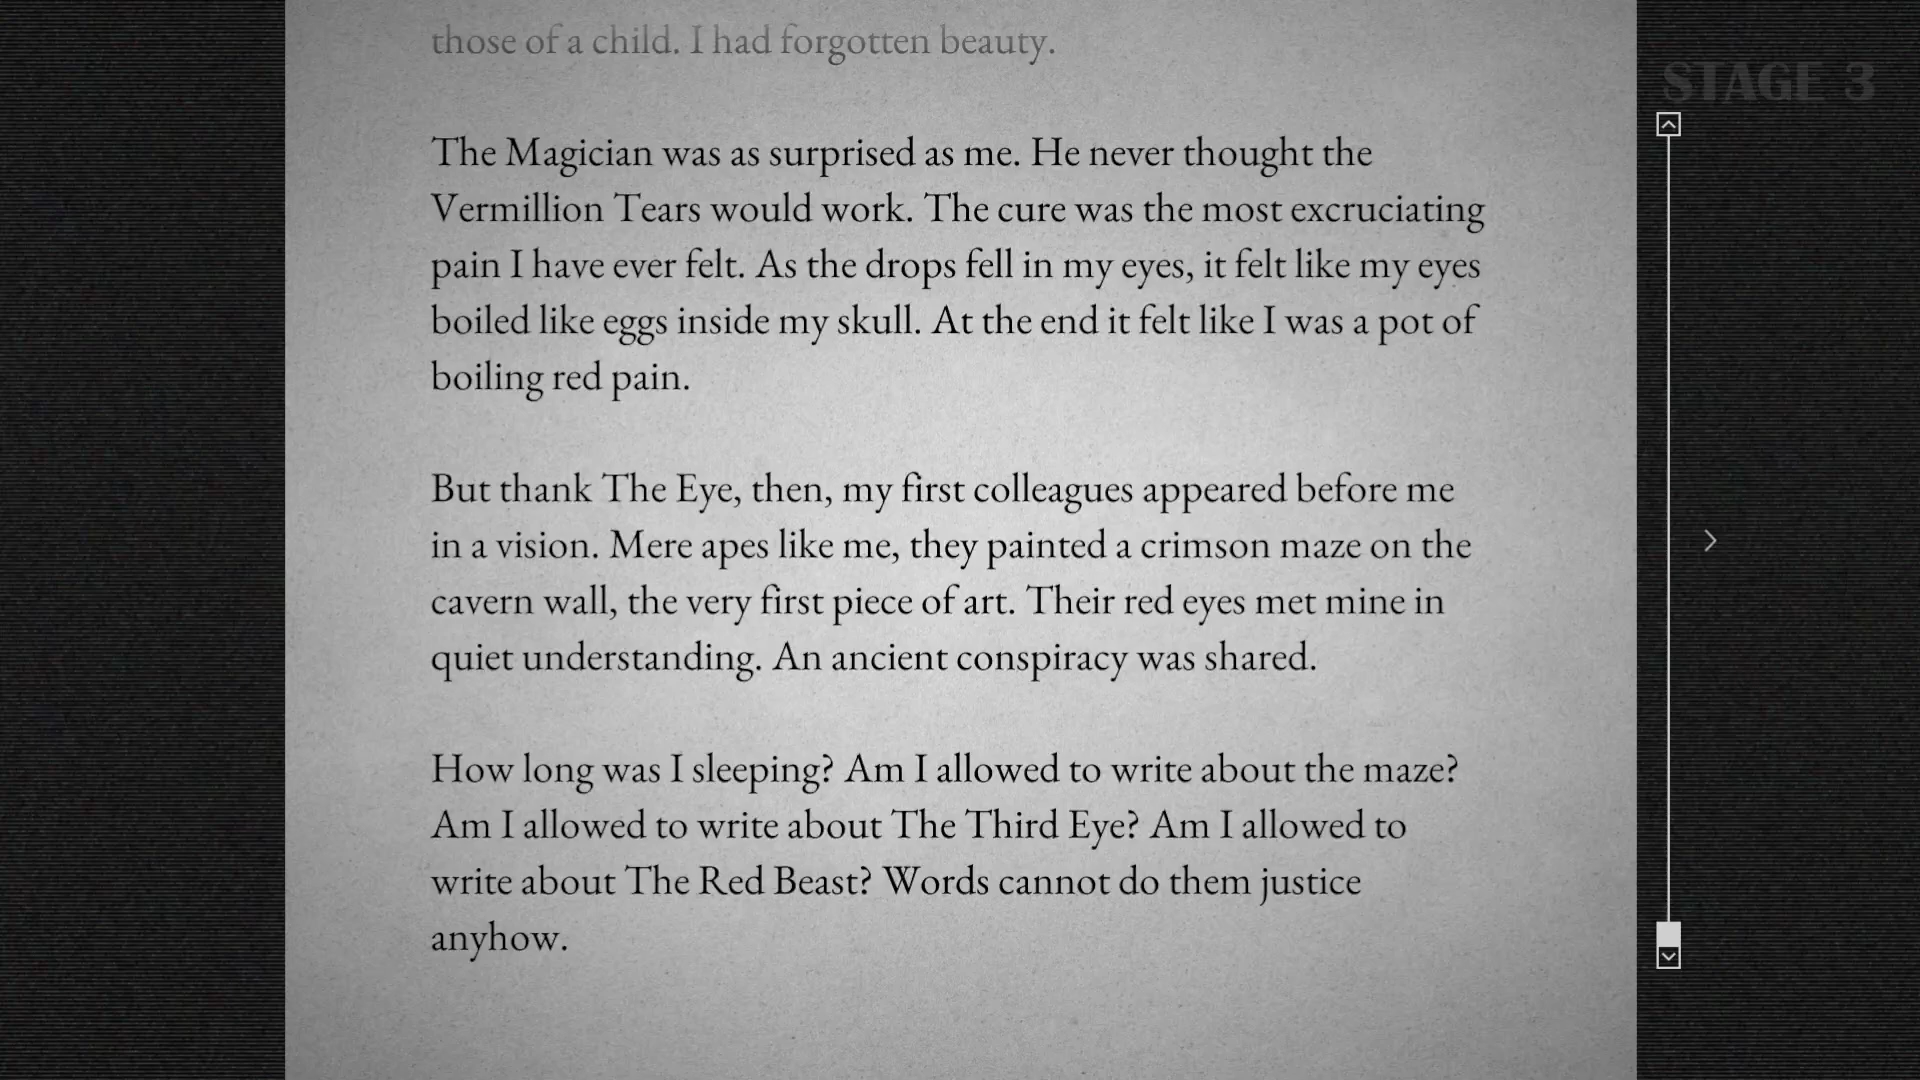 those of a child. I had forgotten beauty.
STAGE 3
The Magician was as surprised as me. He never thought the
Vermillion Tears would work. The cure was the most excruciating
pain I have ever felt. As the drops fell in my eyes, it felt like my eyes
boiled like eggs inside my skull. At the end it felt like I was a pot of
boiling red pain.
But thank The Eye, then, my first colleagues appeared before me
in a vision. Mere apes like me, they painted a crimson maze on the
cavern wall, the very first piece of art. Their red eyes met mine in
quiet understanding. An ancient conspiracy was shared.
How long was I sleeping? Am I allowed to write about the maze?
Am I allowed to write about The Third Eye? Am I allowed to
write about The Red Beast? Words cannot do them justice
anyhow.